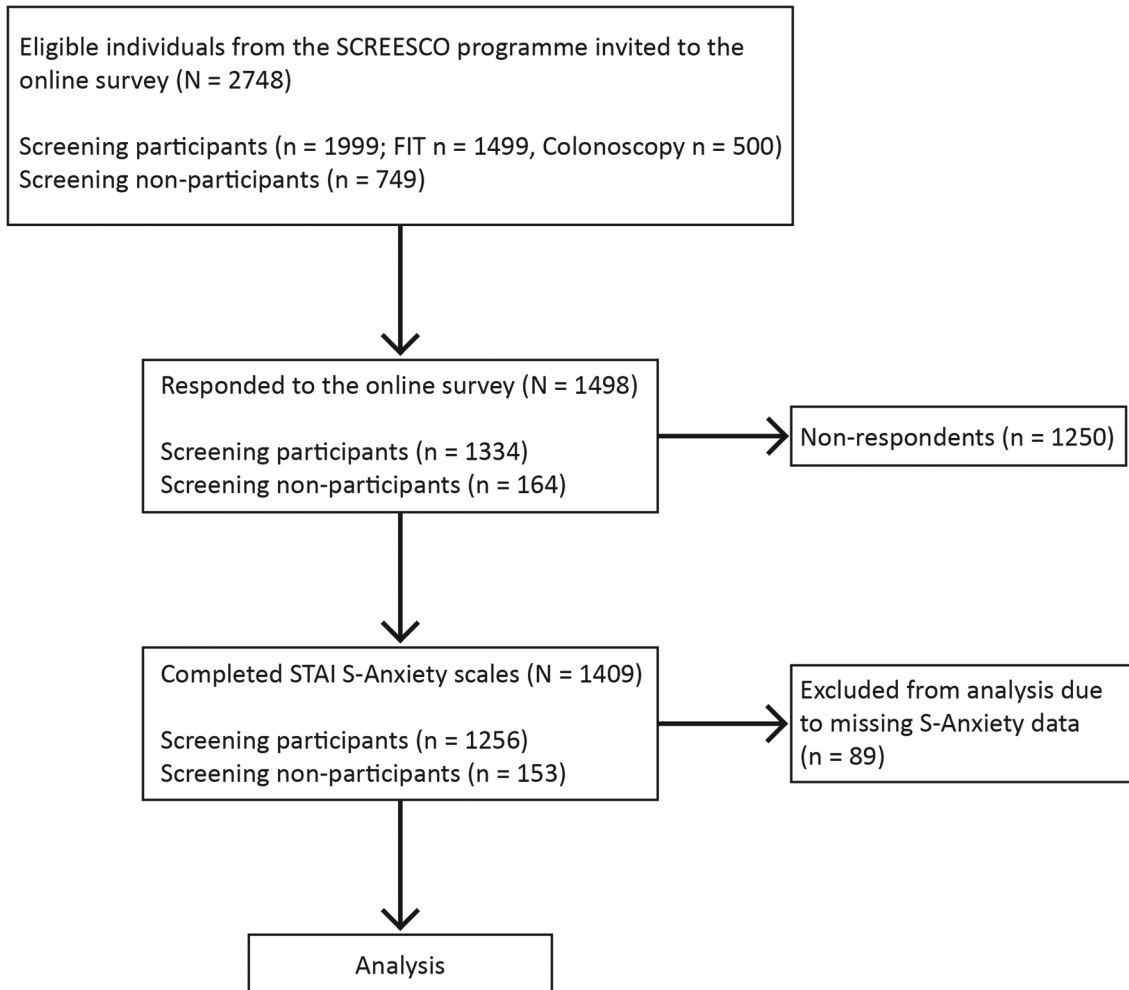 Eligible individuals from the SCREESCO programme invited to the
online survey (N = 2748)
Screening participants (n = 1999; FIT n = 1499, Colonoscopy n = 500)
Screening non-participants (n = 749)
Responded to the online survey (N = 1498)
Screening participants (n = 1334)
Screening non-participants (n = 164)
Non-respondents (n = 1250)
Completed STAI S-Anxiety scales (N = 1409)
Screening participants (n = 1256)
Screening non-participants (n = 153)
Excluded from analysis due
to missing S-Anxiety data
(n = 89)
Analysis